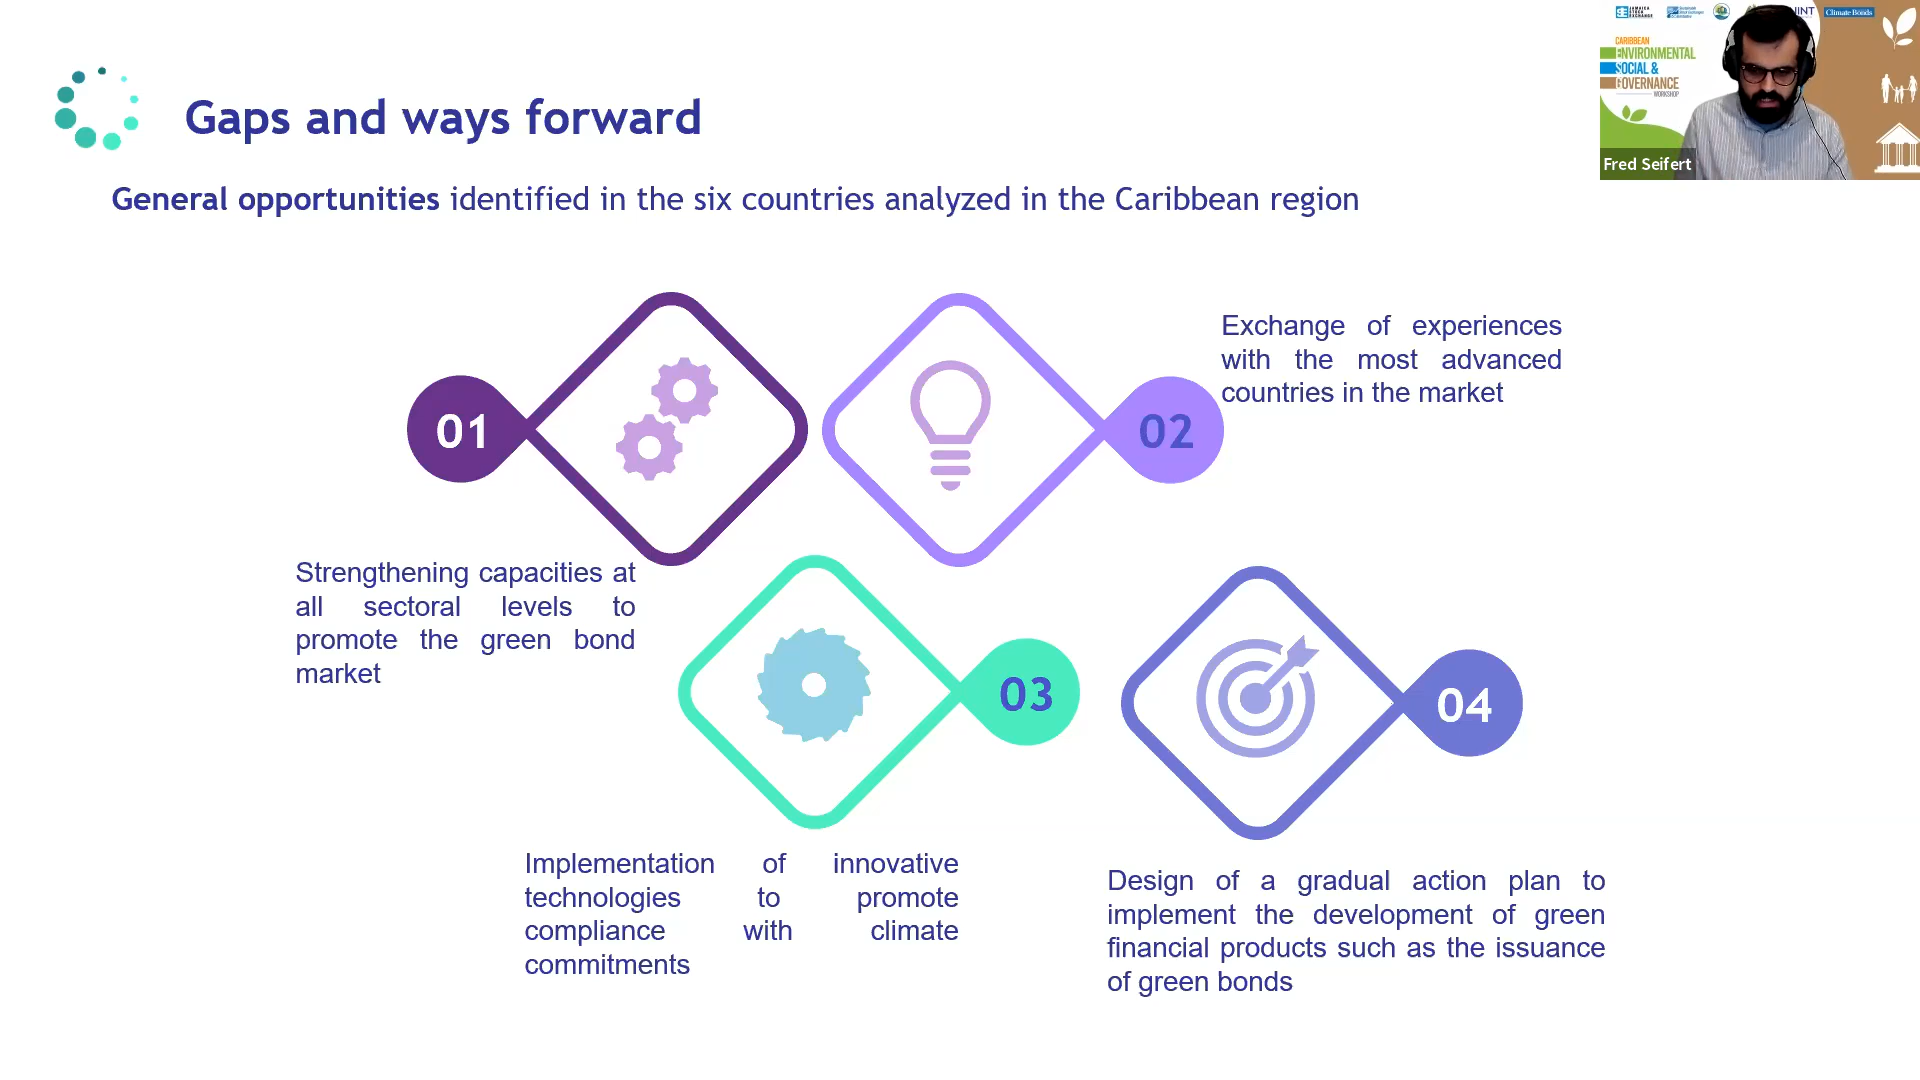 Gaps and ways forward
General opportunities identified in the six countries analyzed in the Caribbean region
01
Strengthening capacities at
all sectoral levels to
promote the green bond
market
02
Exchange of experiences
with the most advanced
countries in the market
03
Implementation of innovative
technologies to promote
compliance with climate
commitments
04
Design of a gradual action plan to
implement the development of green
financial products such as the issuance
of green bonds
JAMAICA
STOCK
EXCHANGE
Climate Bonds
CARIBBEAN
ENVIRONMENTAL
SOCIAL &
GOVERNANCE
WORKSHOP
Fred Seifert